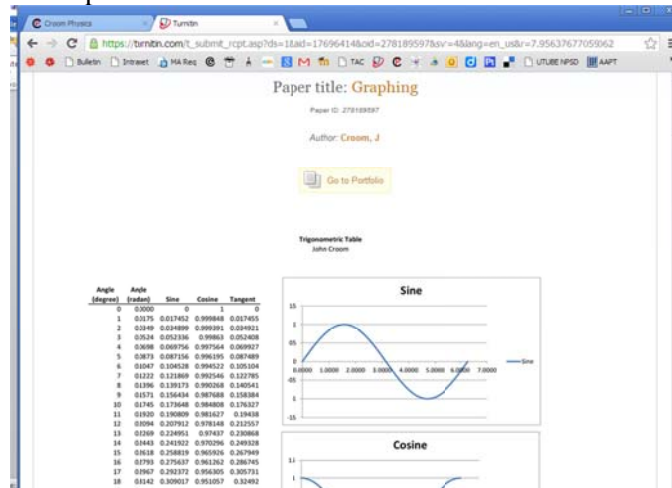 Croom Physics
Turnitin
https://turnitin.com/t_submit_rcpt.asp?ds=1&aid=17696414&oid=278189597&sv=4&lang=en_us&r=7.95637677059062
Bulletin Intranet MA Req TAC UTUBE NPSD AAPT
Paper title: Graphing
Paper ID: 278189597
Author: Croom, J
Go to Portfolio
Trigonometric Table
John Croom
Angle Angle
(degree) (radan) Sine Cosine Tangent
0 0.0000 0 1 0
1 0.0175 0.017452 0.999848 0.017455
2 0.0349 0.034899 0.999391 0.034921
3 0.0524 0.052336 0.99863 0.052408
4 0.0698 0.069756 0.997564 0.069927
5 0.0873 0.087156 0.996195 0.087489
6 0.1047 0.104528 0.994522 0.105104
7 0.1222 0.121869 0.992546 0.122785
8 0.1396 0.139173 0.990268 0.140541
9 0.1571 0.156434 0.987688 0.158384
10 0.1745 0.173648 0.984808 0.176327
11 0.1920 0.190809 0.981627 0.19438
12 0.2094 0.207912 0.978148 0.212557
13 0.2269 0.224951 0.97437 0.230868
14 0.2443 0.241922 0.970296 0.249328
15 0.2618 0.258819 0.965926 0.267949
16 0.2793 0.275637 0.961262 0.286745
17 0.2967 0.292372 0.956305 0.305731
18 0.3142 0.309017 0.951057 0.32492
Sine
1.5
1
0.5
0
0.0000 1.0000 2.0000 3.0000 4.0000 5.0000 6.0000 7.0000
Sine
-1.5
Cosine